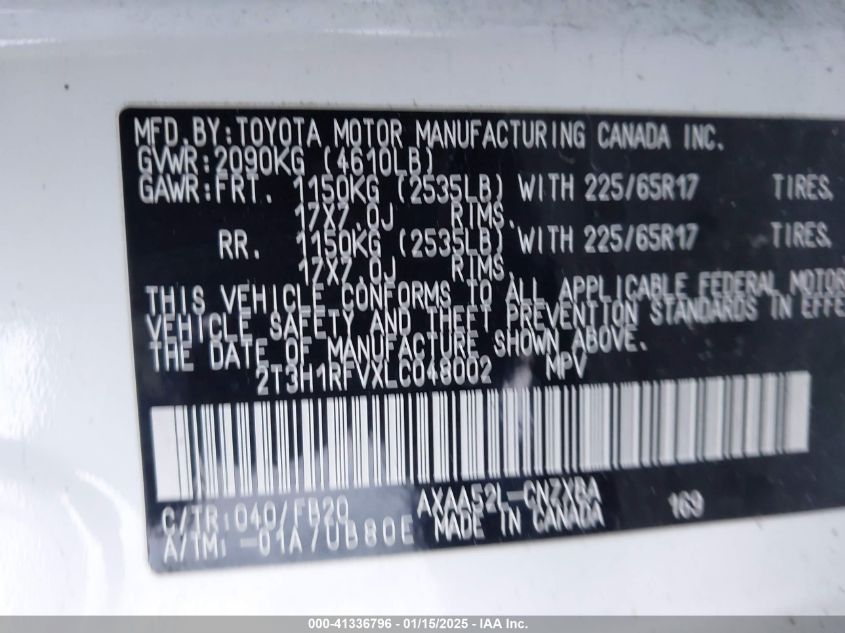 MFD.BY:TOYOTA MOTOR MANUFACTURING CANADA INC.
GVWR:2090KG (4610LB)
GAWR:FRT. 1150KG (2535LB) WITH 225/65R17 TIRES,
17X7.0J RIMS.
RR. 1150KG (2535LB) WITH 225/65R17 TIRES,
17X7.0J RIMS.
THIS VEHICLE CONFORMS TO ALL APPLICABLE FEDERAL MOTOR
VEHICLE SAFETY AND THEFT PREVENTION STANDARDS IN EFFE
THE DATE OF MANUFACTURE SHOWN ABOVE.
2T3H1RFVXLC048002 MPV
C/TR:040/FB20 AXAA52L-CNZXBA 169
A/TM: -01A/UB80E MADE IN CANADA
000-41336796 - 01/15/2025 - IAA Inc.